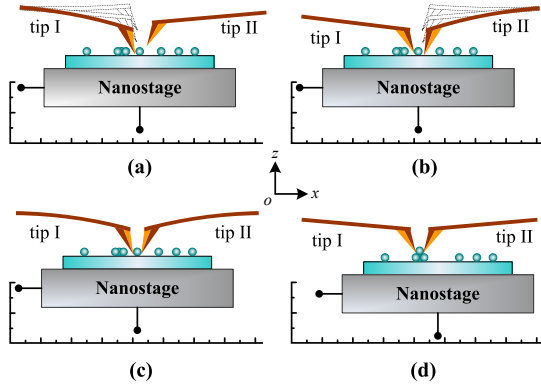 tip I
tip II
Nanostage
(a)
tip I
tip II
Nanostage
(b)
z
o
x
tip I
tip II
Nanostage
(c)
tip I
tip II
Nanostage
(d)